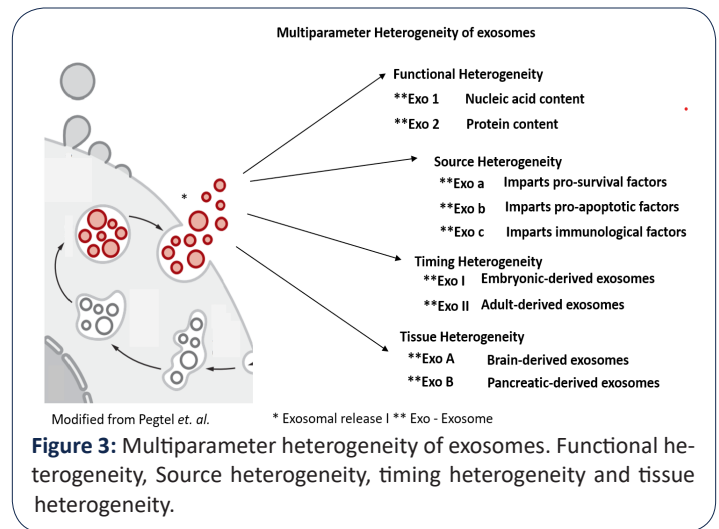 Multiparameter Heterogeneity of exosomes
Functional Heterogeneity
**Exo 1 Nucleic acid content
**Exo 2 Protein content
Source Heterogeneity
**Exo a Imparts pro-survival factors
**Exo b Imparts pro-apoptotic factors
**Exo c Imparts immunological factors
Timing Heterogeneity
**Exo I Embryonic-derived exosomes
**Exo II Adult-derived exosomes
Tissue Heterogeneity
**Exo A Brain-derived exosomes
**Exo B Pancreatic-derived exosomes
*
Modified from Pegtel et. al. * Exosomal release I ** Exo - Exosome
Figure 3: Multiparameter heterogeneity of exosomes. Functional he-
terogeneity, Source heterogeneity, timing heterogeneity and tissue
heterogeneity.